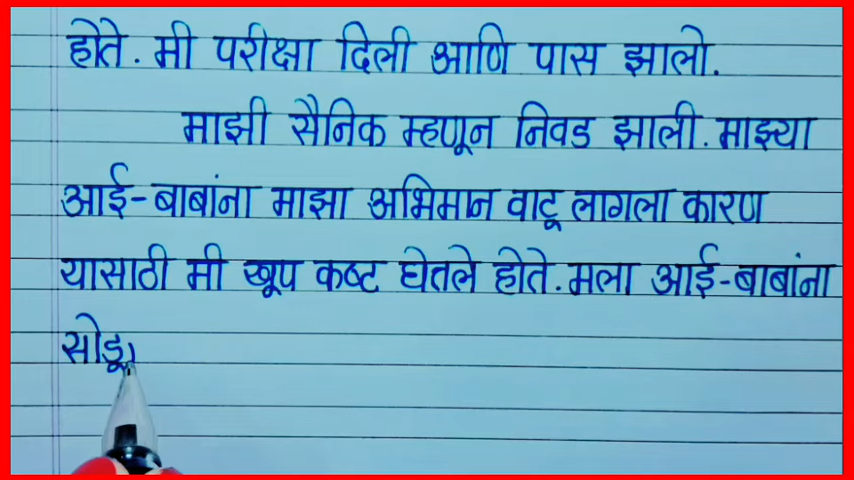 होते. मी परीक्षा दिली आणि पास झालो.
माझी सैनिक म्हणून निवड झाली. माझ्या
आई-बाबांना माझा अभिमान वाटू लागला कारण
यासाठी मी खूप कष्ट घेतले होते. मला आई-बाबांना
सोडू